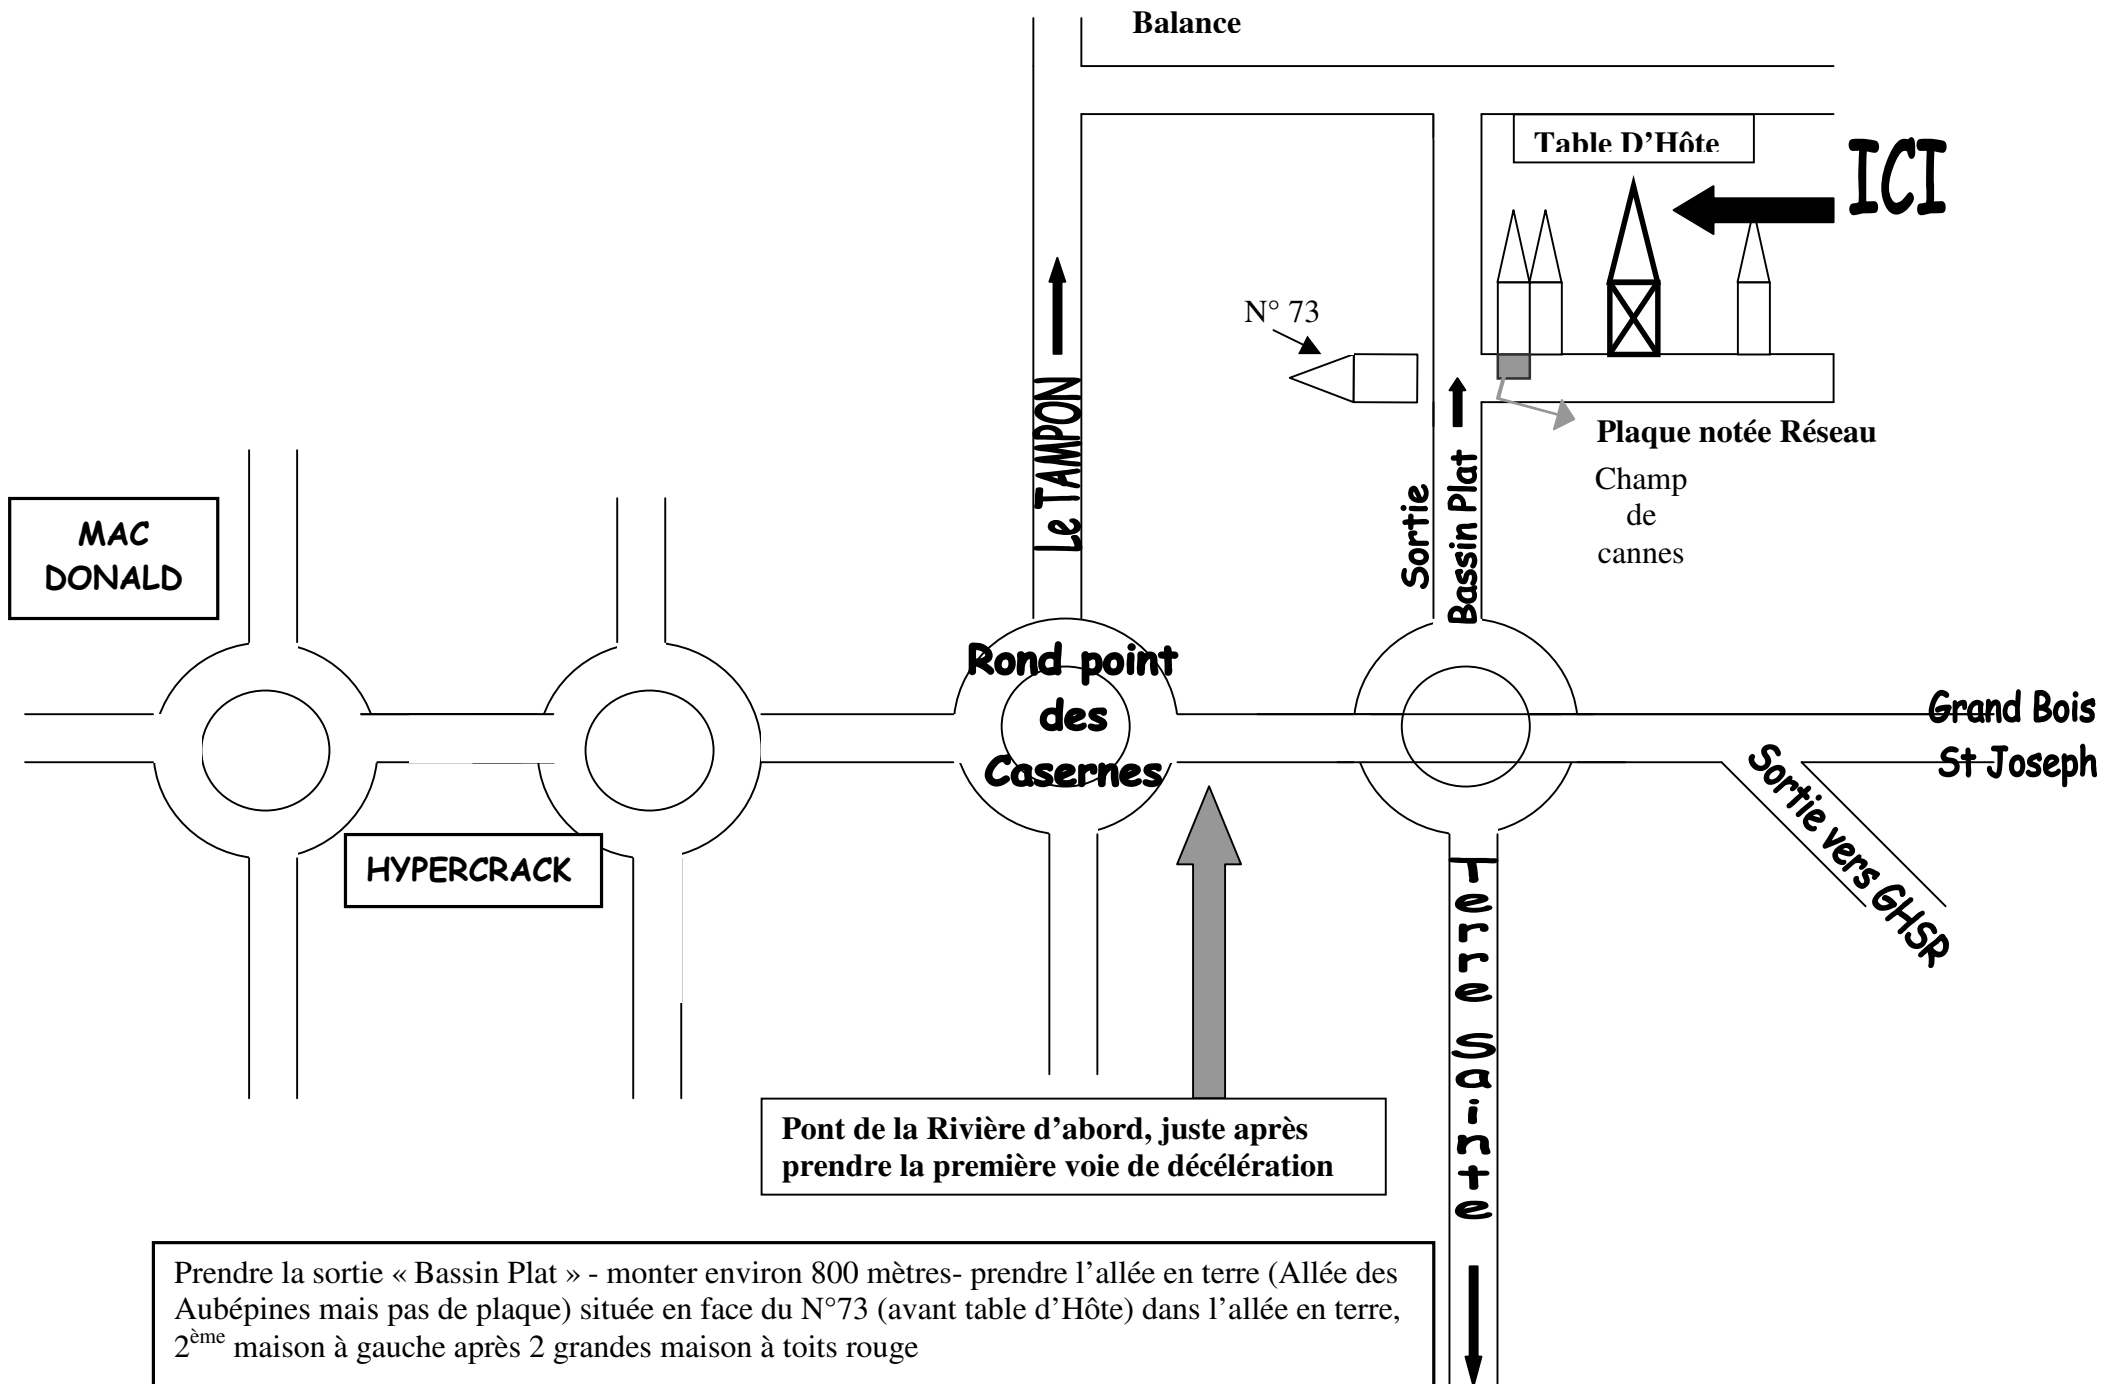 Balance
Table D’Hôte
ICI
N° 73
Le TAMPON
Sortie
Bassin Plat
Plaque notée Réseau
Champ
de
cannes
MAC
DONALD
Rond point
des
Casernes
Grand Bois
St Joseph
Sortie vers GHSR
HYPERCRACK
Terre Sainte
Pont de la Rivière d’abord, juste après
prendre la première voie de décélération
Prendre la sortie « Bassin Plat » - monter environ 800 mètres- prendre l’allée en terre (Allée des
Aubépines mais pas de plaque) située en face du N°73 (avant table d’Hôte) dans l’allée en terre,
2ème maison à gauche après 2 grandes maison à toits rouge